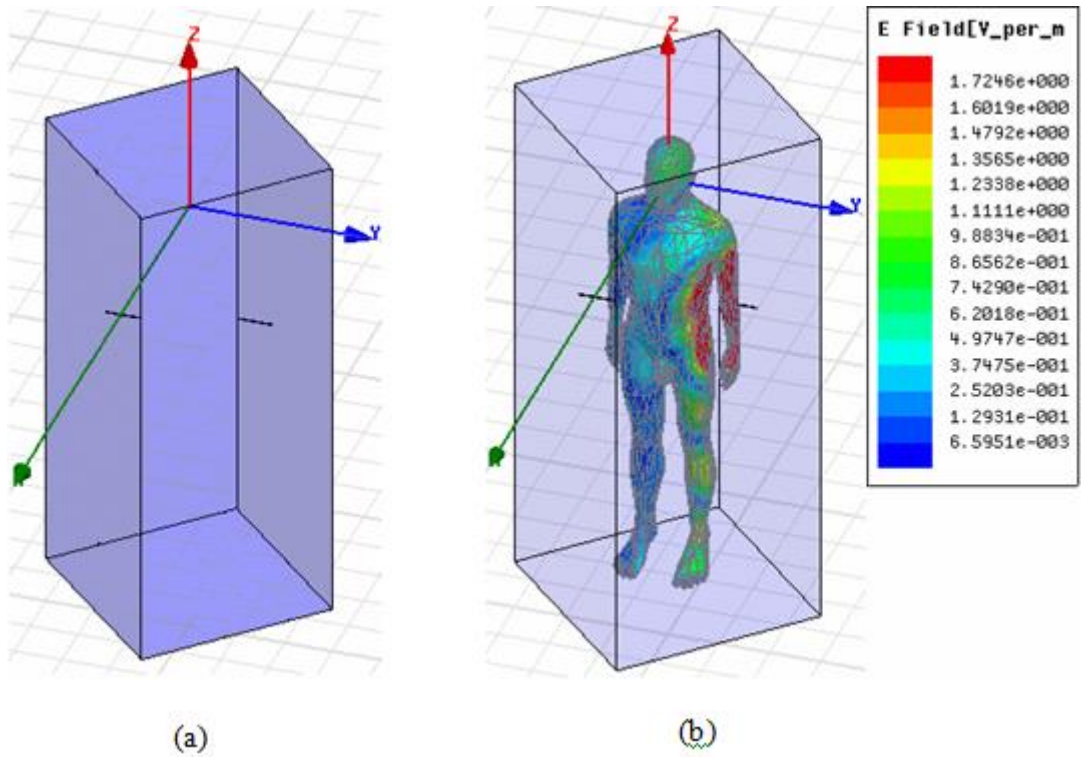 Z
Y
Z
Y
E Field[V_per_m
1.7246e+000
1.6019e+000
1.4792e+000
1.3565e+000
1.2338e+000
1.1111e+000
9.8834e-001
8.6562e-001
7.4290e-001
6.2018e-001
4.9747e-001
3.7475e-001
2.5203e-001
1.2931e-001
6.5951e-003
(a)
(b)